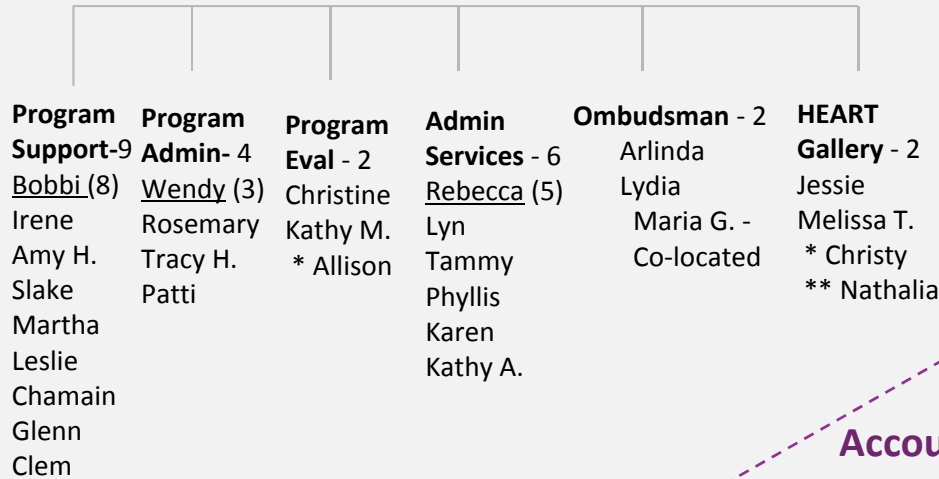 Program
Support-9
Bobbi (8)
Irene
Amy H.
Slake
Martha
Leslie
Chamain
Glenn
Clem
Program
Admin- 4
Wendy (3)
Rosemary
Tracy H.
Patti
Program
Eval - 2
Christine
Kathy M.
* Allison
Admin
Services - 6
Rebecca (5)
Lyn
Tammy
Phyllis
Karen
Kathy A.
Ombudsman - 2
Arlinda
Lydia
Maria G. -
Co-located
HEART
Gallery - 2
Jessie
Melissa T.
* Christy
** Nathalia